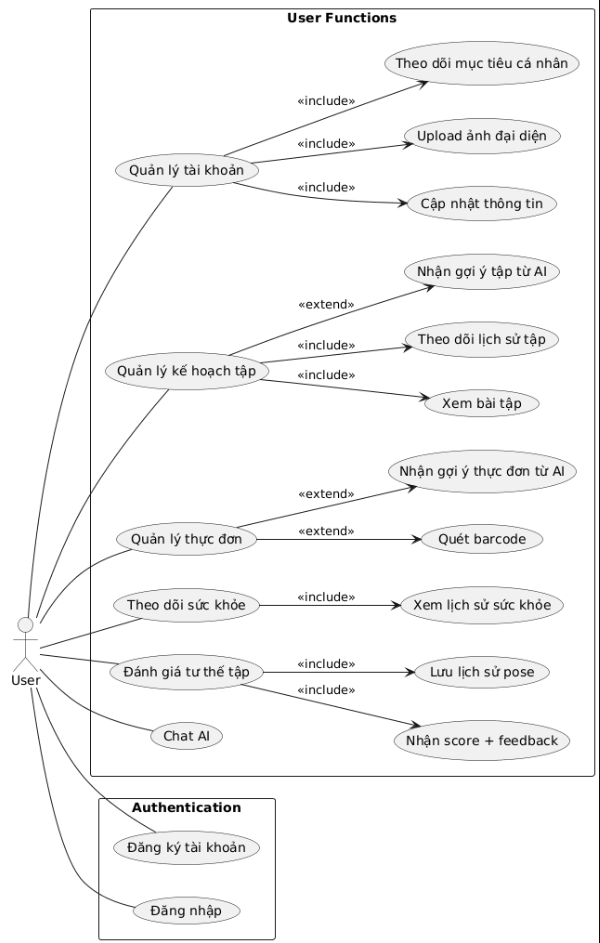 User Functions
Theo dõi mục tiêu cá nhân
«include»
Upload ảnh đại diện
«include»
Quản lý tài khoản
«include»
Cập nhật thông tin
Nhận gợi ý tập từ AI
«extend»
Theo dõi lịch sử tập
«include»
Quản lý kế hoạch tập
«include»
Xem bài tập
Nhận gợi ý thực đơn từ AI
«extend»
Quản lý thực đơn
«extend»
Quét barcode
Theo dõi sức khỏe
«include»
Xem lịch sử sức khỏe
Đánh giá tư thế tập
«include»
Lưu lịch sử pose
«include»
Nhận score + feedback
User
Chat AI
Authentication
Đăng ký tài khoản
Đăng nhập